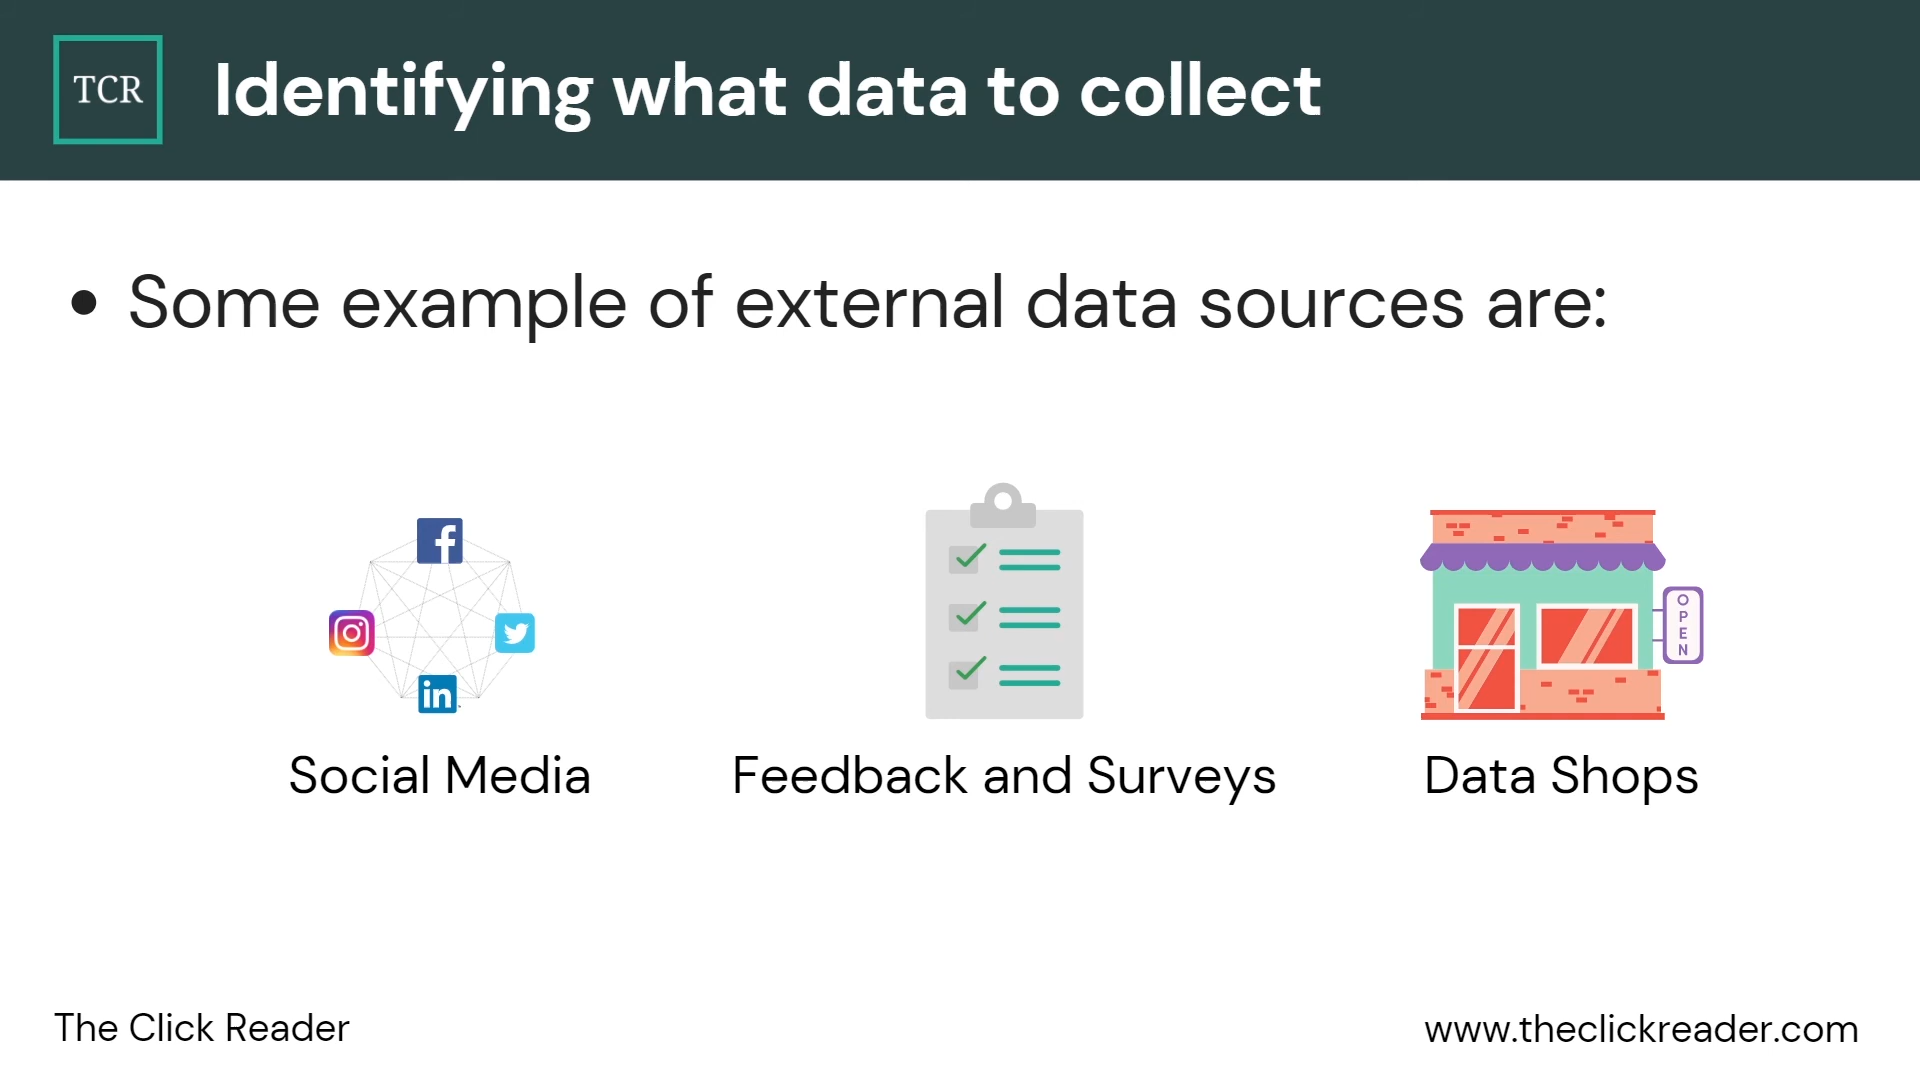 TCR
Identifying what data to collect
• Some example of external data sources are:
f
in
OPEN
Social Media
Feedback and Surveys
Data Shops
The Click Reader
www.theclickreader.com